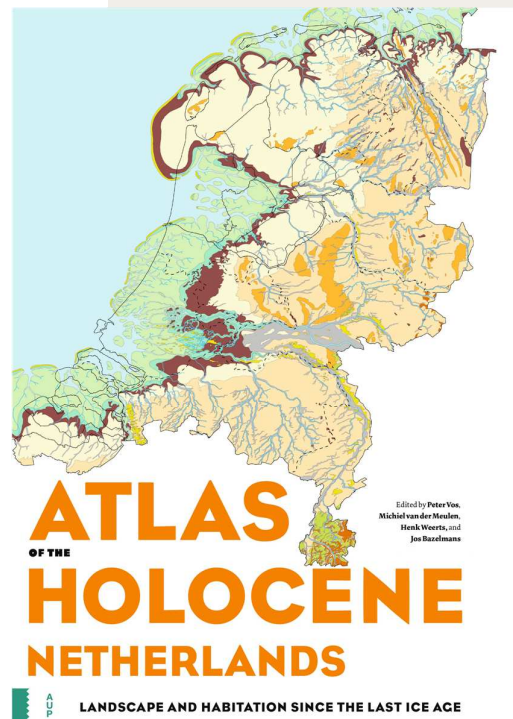 Edited by Peter Vos,
Michiel van der Meulen,
Henk Weerts, and
Jos Bazelmans
ATLAS
OF THE
HOLOCENE
NETHERLANDS
AUP
LANDSCAPE AND HABITATION SINCE THE LAST ICE AGE